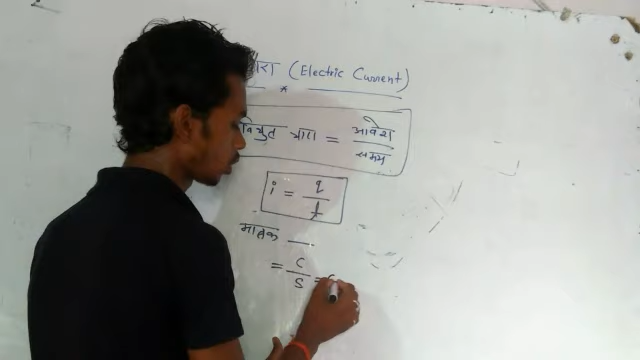 धारा (Electric Current)
विद्युत धारा = आवेश / समय
i = q / t
मात्रक
= C / S =